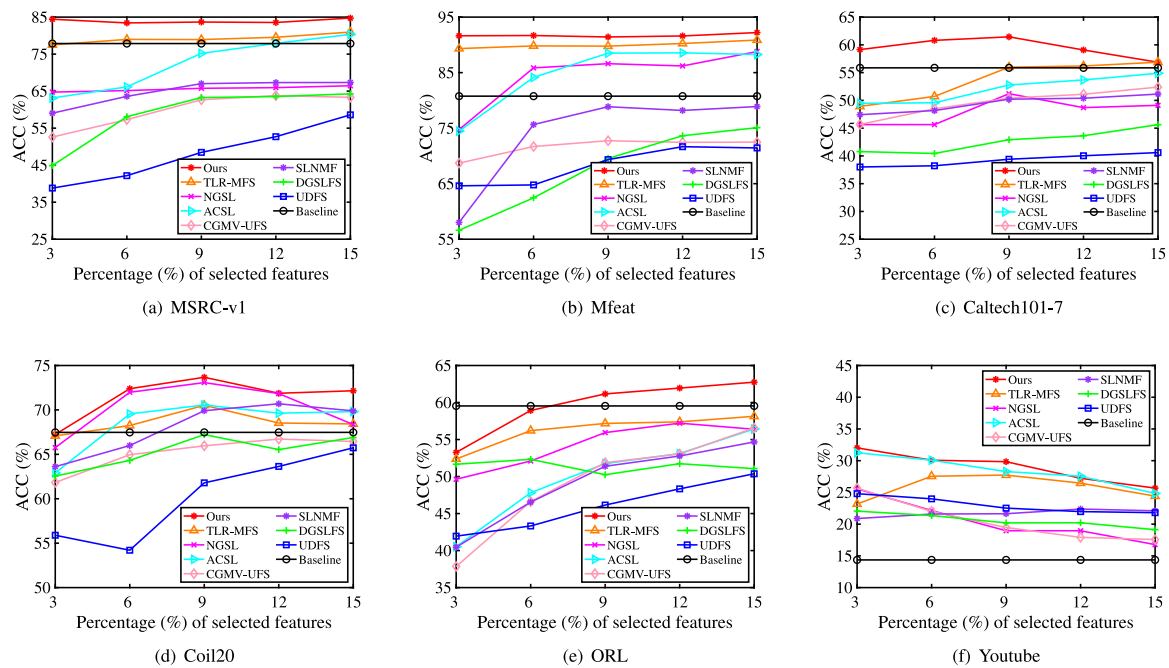 85
75
65
55
45
35
25
ACC (%)
Ours
TLR-MFS
NGSL
ACSL
CGMV-UFS
SLNMF
DGSLFS
UDFS
Baseline
3 6 9 12 15
Percentage (%) of selected features
(a) MSRC-v1
95
85
75
65
55
ACC (%)
Ours
TLR-MFS
NGSL
ACSL
CGMV-UFS
SLNMF
DGSLFS
UDFS
Baseline
3 6 9 12 15
Percentage (%) of selected features
(b) Mfeat
65
60
55
50
45
40
35
30
25
ACC (%)
Ours
TLR-MFS
NGSL
ACSL
CGMV-UFS
SLNMF
DGSLFS
UDFS
Baseline
3 6 9 12 15
Percentage (%) of selected features
(c) Caltech101-7
75
70
65
60
55
50
ACC (%)
Ours
TLR-MFS
NGSL
ACSL
CGMV-UFS
SLNMF
DGSLFS
UDFS
Baseline
3 6 9 12 15
Percentage (%) of selected features
(d) Coil20
65
60
55
50
45
40
35
ACC (%)
Ours
TLR-MFS
NGSL
ACSL
CGMV-UFS
SLNMF
DGSLFS
UDFS
Baseline
3 6 9 12 15
Percentage (%) of selected features
(e) ORL
45
40
35
30
25
20
15
10
ACC (%)
Ours
TLR-MFS
NGSL
ACSL
CGMV-UFS
SLNMF
DGSLFS
UDFS
Baseline
3 6 9 12 15
Percentage (%) of selected features
(f) Youtube